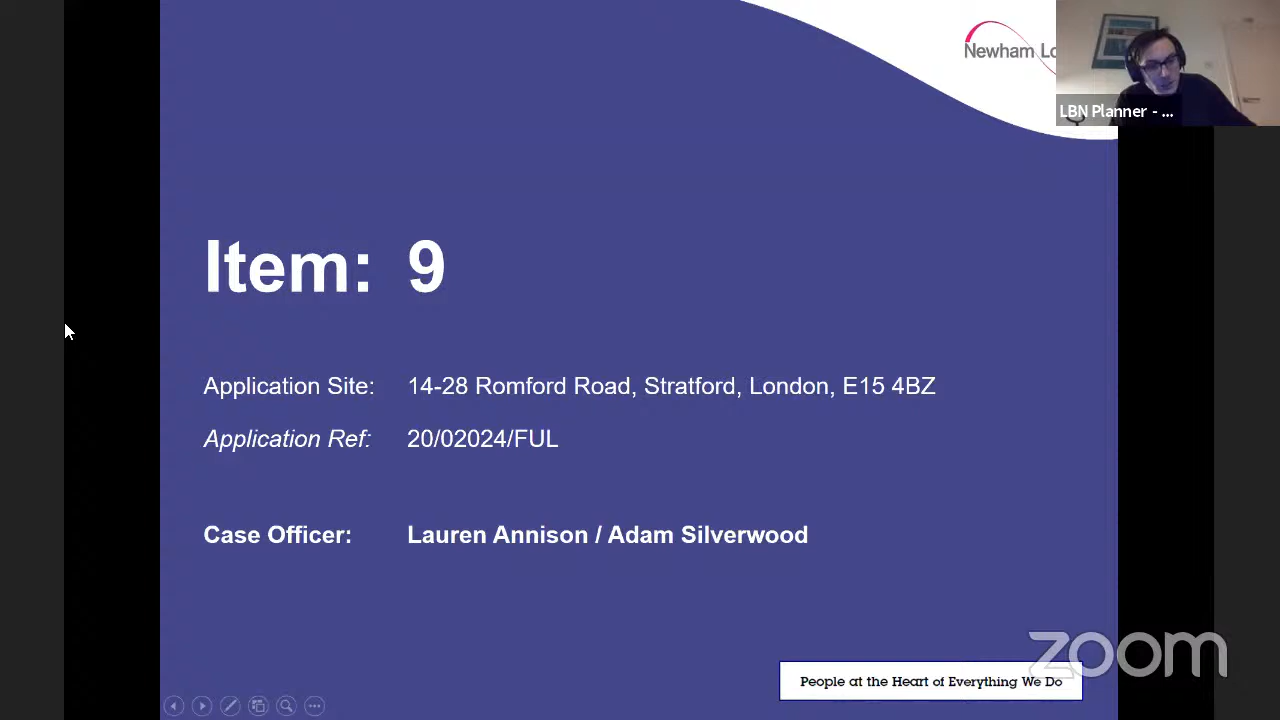 Newham Lo
LBN Planner - ...
Item: 9
Application Site: 14-28 Romford Road, Stratford, London, E15 4BZ
Application Ref: 20/02024/FUL
Case Officer: Lauren Annison / Adam Silverwood
zoom
People at the Heart of Everything We Do